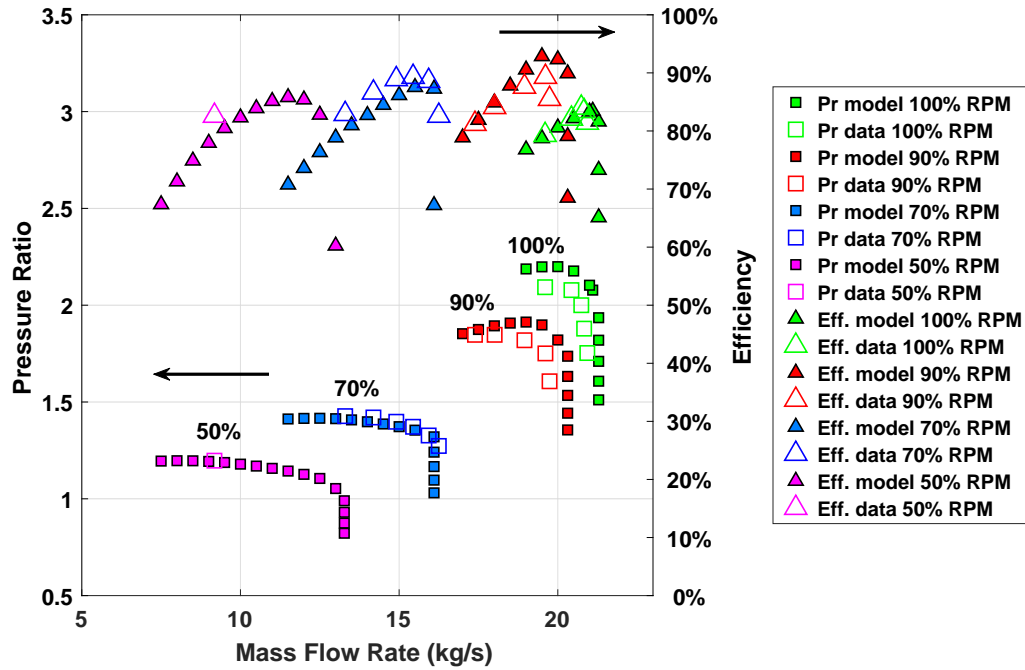 3.5
3
2.5
2
1.5
1
0.5
Pressure Ratio
5
10
15
20
Mass Flow Rate (kg/s)
100%
90%
80%
70%
60%
50%
40%
30%
20%
10%
0%
Efficiency
100%
90%
70%
50%
Pr model 100% RPM
Pr data 100% RPM
Pr model 90% RPM
Pr data 90% RPM
Pr model 70% RPM
Pr data 70% RPM
Pr model 50% RPM
Pr data 50% RPM
Eff. model 100% RPM
Eff. data 100% RPM
Eff. model 90% RPM
Eff. data 90% RPM
Eff. model 70% RPM
Eff. data 70% RPM
Eff. model 50% RPM
Eff. data 50% RPM